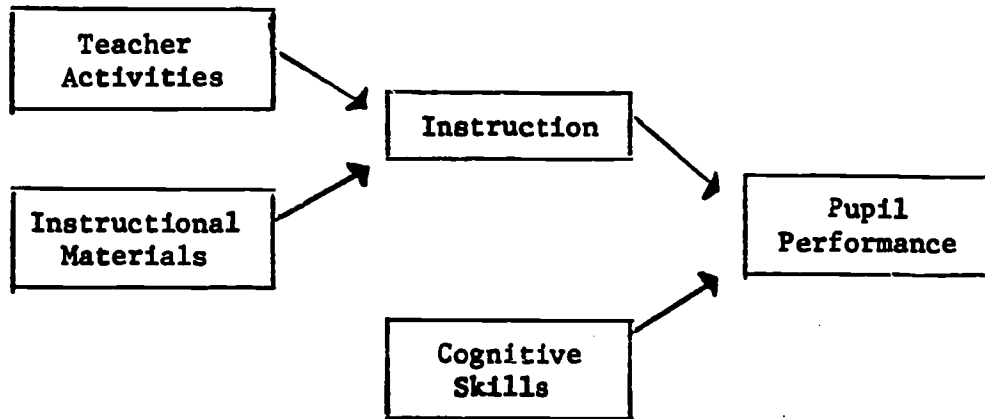 Teacher
Activities
Instruction
Instructional
Materials
Pupil
Performance
Cognitive
Skills